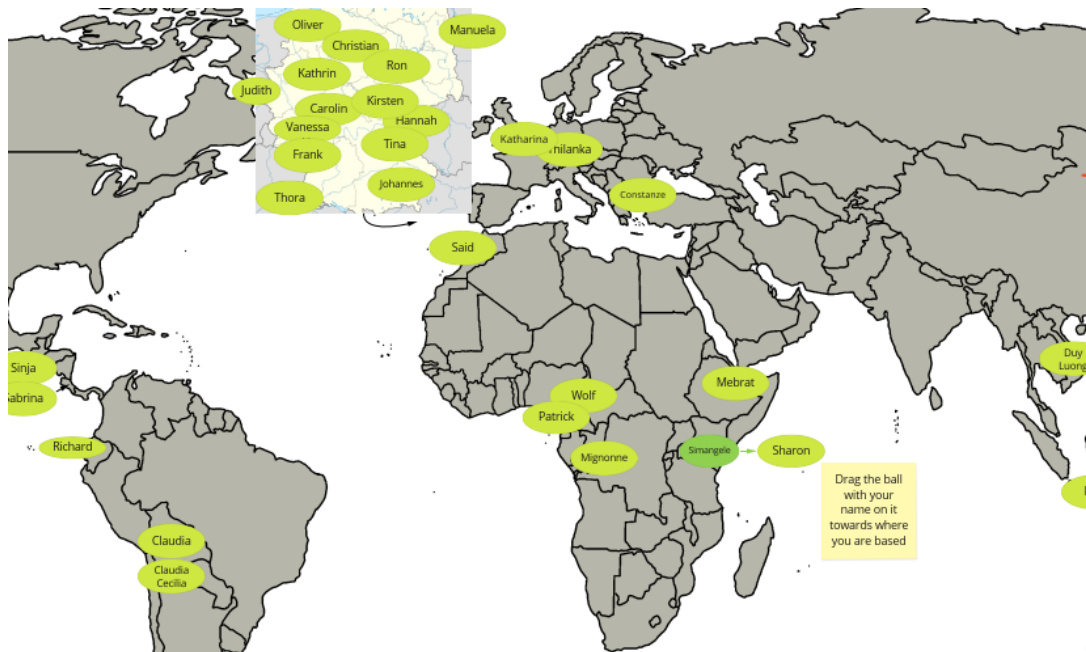 Oliver
Manuela
Christian
Ron
Kathrin
Judith
Kirsten
Carolin
Hannah
Vanessa
Tina
Frank
Johannes
Thora
Katharina
Constanze
Said
Sinja
Duy
Luong
Mebrat
Wolf
Patrick
Richard
Mignonne
Simangele
Sharon
Drag the ball
with your
name on it
towards where
you are based
Claudia
Claudia
Cecilia